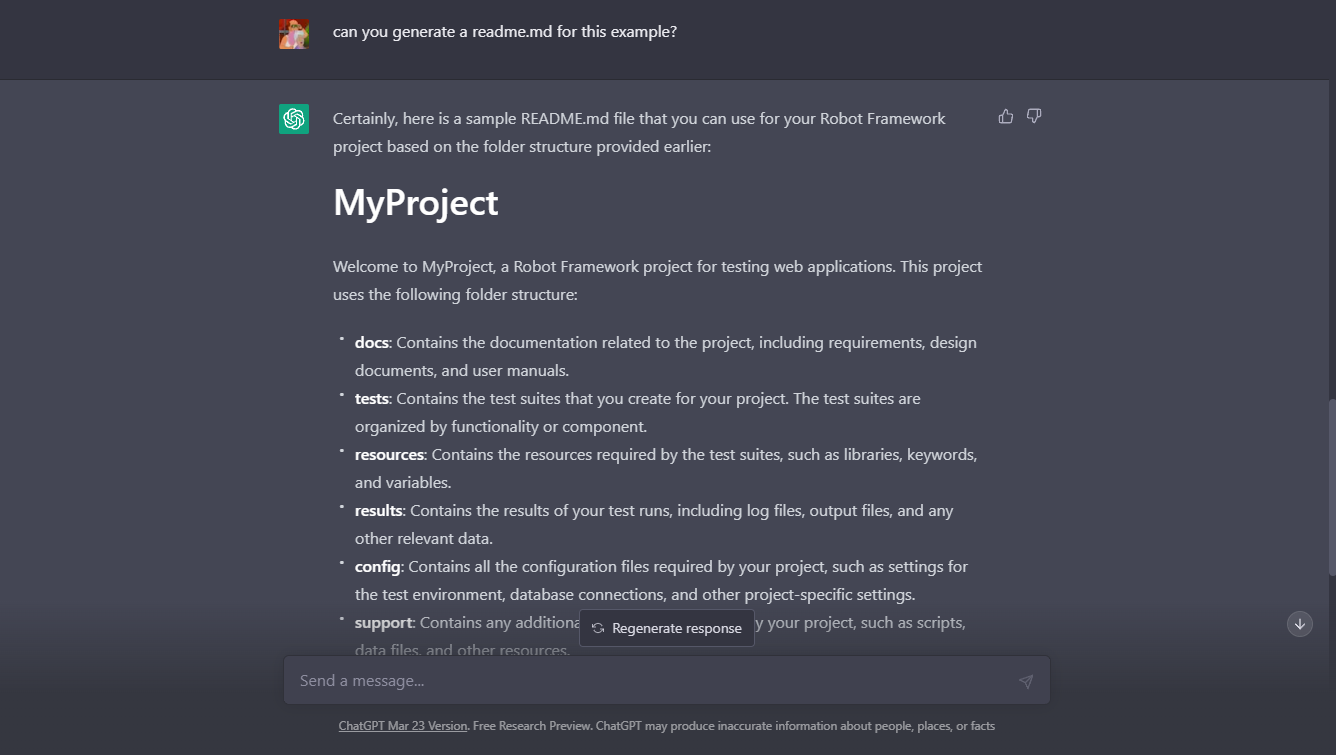 can you generate a readme.md for this example?
Certainly, here is a sample README.md file that you can use for your Robot Framework
project based on the folder structure provided earlier:
MyProject
Welcome to MyProject, a Robot Framework project for testing web applications. This project
uses the following folder structure:
• docs: Contains the documentation related to the project, including requirements, design
documents, and user manuals.
• tests: Contains the test suites that you create for your project. The test suites are
organized by functionality or component.
• resources: Contains the resources required by the test suites, such as libraries, keywords,
and variables.
• results: Contains the results of your test runs, including log files, output files, and any
other relevant data.
• config: Contains all the configuration files required by your project, such as settings for
the test environment, database connections, and other project-specific settings.
• support: Contains any additiona y your project, such as scripts,
Regenerate response
data files, and other resources.
Send a message...
ChatGPT Mar 23 Version. Free Research Preview. ChatGPT may produce inaccurate information about people, places, or facts